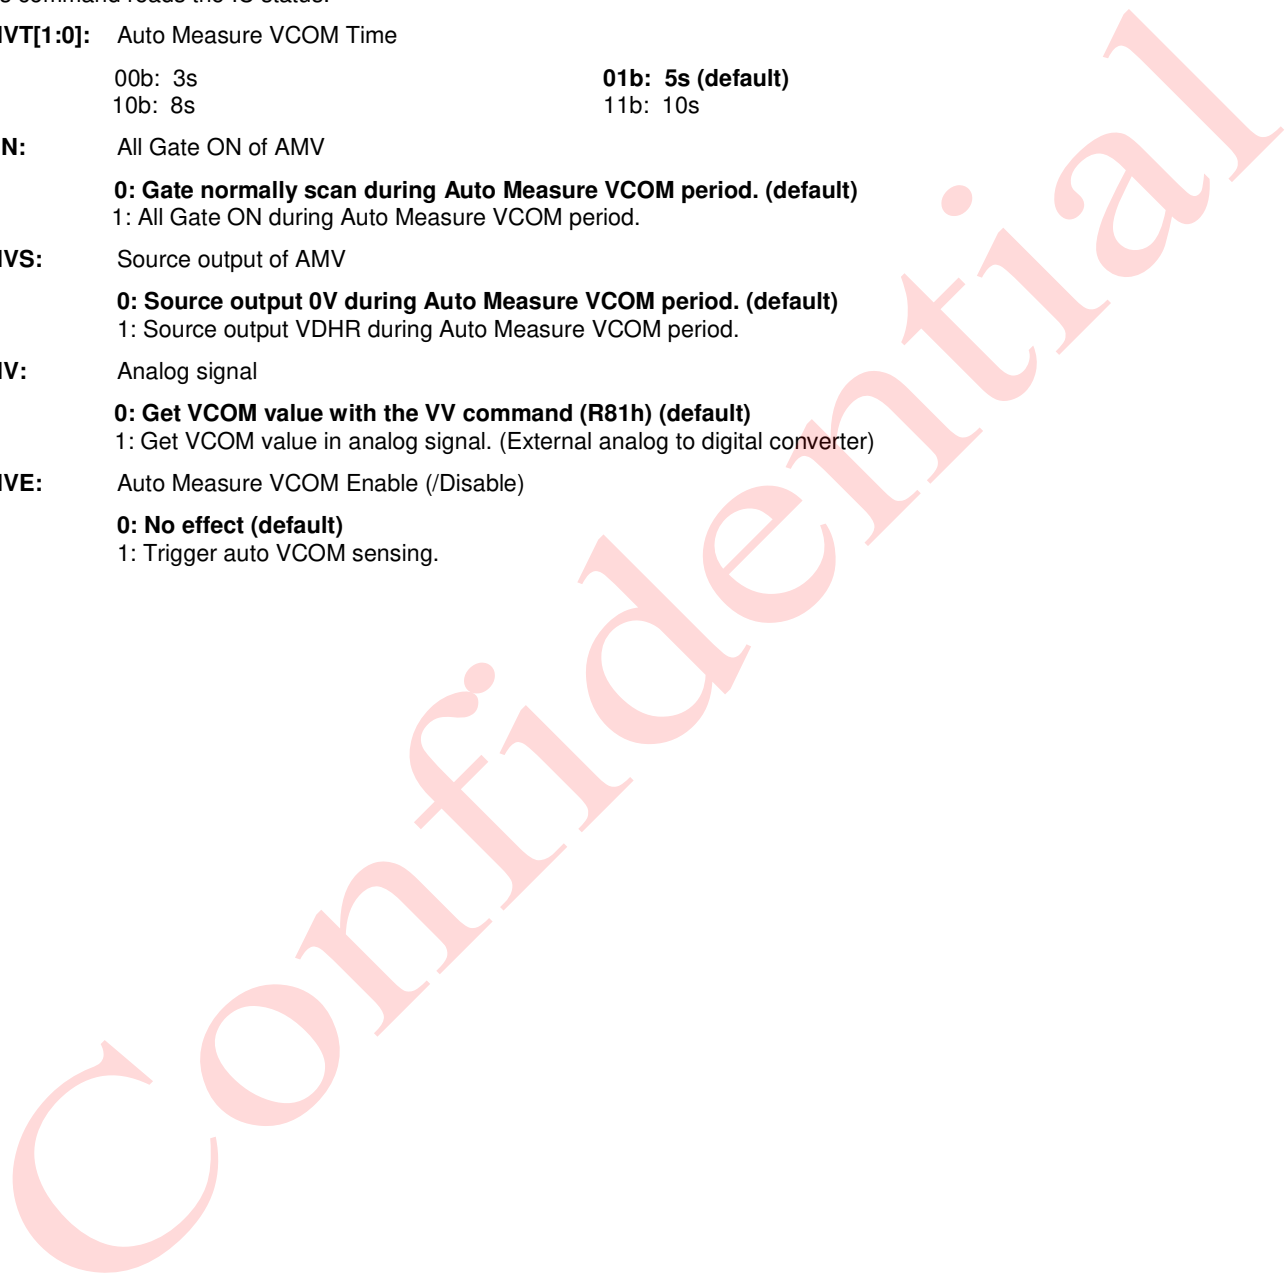 command reads the IC status.
VT[1:0]: Auto Measure VCOM Time
00b: 3s 01b: 5s (default)
10b: 8s 11b: 10s
N: All Gate ON of AMV
0: Gate normally scan during Auto Measure VCOM period. (default)
1: All Gate ON during Auto Measure VCOM period.
VS: Source output of AMV
0: Source output 0V during Auto Measure VCOM period. (default)
1: Source output VDHR during Auto Measure VCOM period.
V: Analog signal
0: Get VCOM value with the VV command (R81h) (default)
1: Get VCOM value in analog signal. (External analog to digital converter)
VE: Auto Measure VCOM Enable (/Disable)
0: No effect (default)
1: Trigger auto VCOM sensing.
Confidential